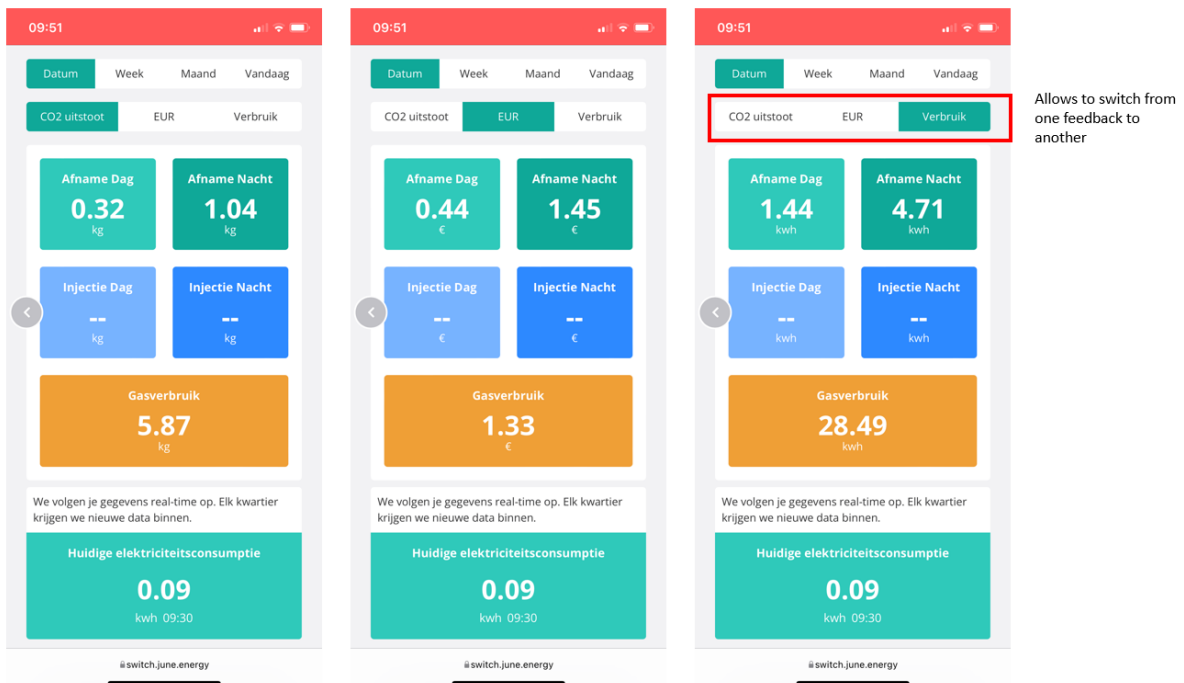 09:51
Datum Week Maand Vandaag
CO2 uitstoot EUR Verbruik
Afname Dag Afname Nacht
0.32 1.04
kg kg
Injectie Dag Injectie Nacht
-- --
kg kg
Gasverbruik
5.87
kg
We volgen je gegevens real-time op. Elk kwartier
krijgen we nieuwe data binnen.
Huidige elektriciteitsconsumptie
0.09
kwh 09:30
switch.june.energy
09:51
Datum Week Maand Vandaag
CO2 uitstoot EUR Verbruik
Afname Dag Afname Nacht
0.44 1.45
€ €
Injectie Dag Injectie Nacht
-- --
€ €
Gasverbruik
1.33
€
We volgen je gegevens real-time op. Elk kwartier
krijgen we nieuwe data binnen.
Huidige elektriciteitsconsumptie
0.09
kwh 09:30
switch.june.energy
09:51
Datum Week Maand Vandaag
CO2 uitstoot EUR Verbruik
Afname Dag Afname Nacht
1.44 4.71
kwh kwh
Injectie Dag Injectie Nacht
-- --
kwh kwh
Gasverbruik
28.49
kwh
We volgen je gegevens real-time op. Elk kwartier
krijgen we nieuwe data binnen.
Huidige elektriciteitsconsumptie
0.09
kwh 09:30
switch.june.energy
Allows to switch from
one feedback to
another